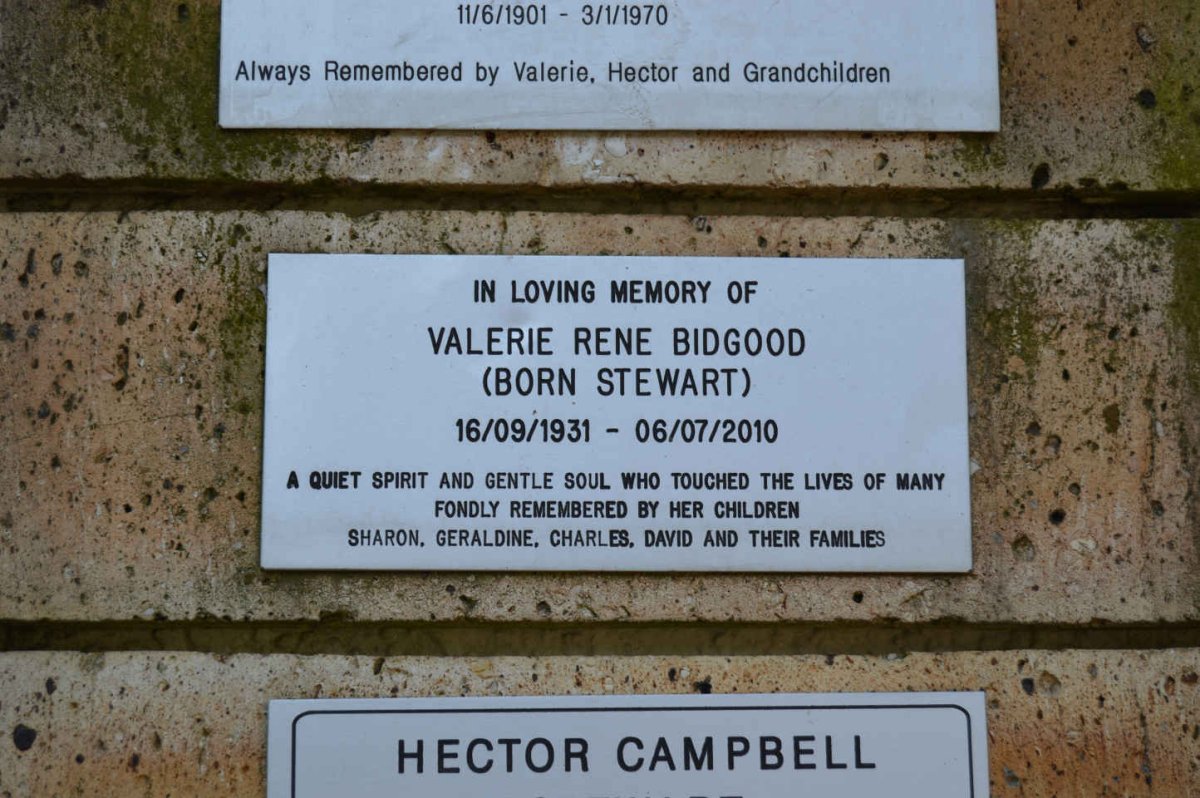 11/6/1901 - 3/1/1970
Always Remembered by Valerie, Hector and Grandchildren
IN LOVING MEMORY OF
VALERIE RENE BIDGOOD
(BORN STEWART)
16/09/1931 - 06/07/2010
A QUIET SPIRIT AND GENTLE SOUL WHO TOUCHED THE LIVES OF MANY
FONDLY REMEMBERED BY HER CHILDREN
SHARON, GERALDINE, CHARLES, DAVID AND THEIR FAMILIES
HECTOR CAMPBELL